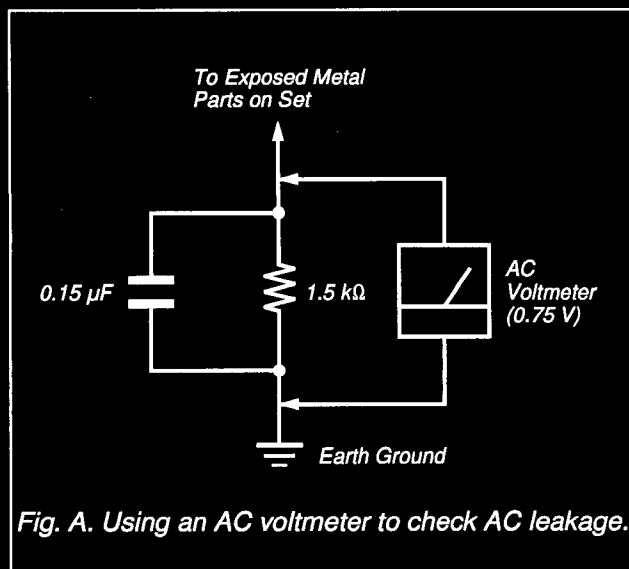 To Exposed Metal
Parts on Set
0.15 µF
1.5 kΩ
AC
Voltmeter
(0.75 V)
Earth Ground
Fig. A. Using an AC voltmeter to check AC leakage.